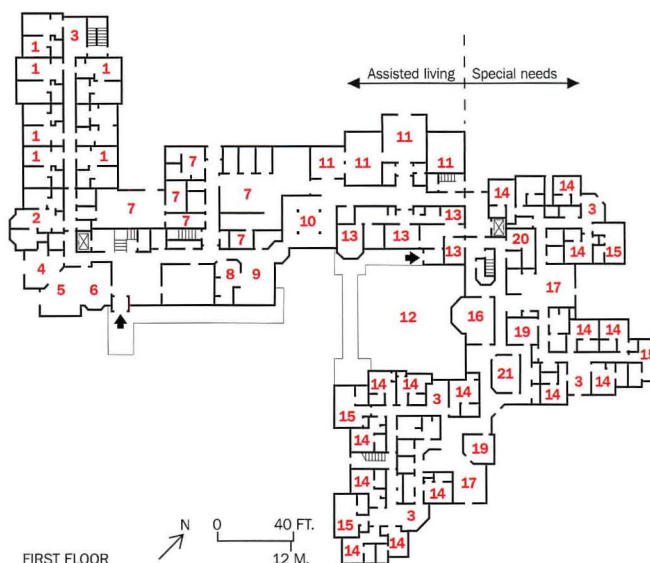 1 3
Assisted living Special needs
1 1
11
1 7 11 11 11
1 1 7 14 14
7 7 3
2 7 7 10 13 14
7 13 13 20 14 15
4 8 9 13 17
5 6 12 16
19 14 14
15
21 3 14
14 14 3 14 14
15
14 19
14 17
14
15 3
14 14
N 0 40 FT.
FIRST FLOOR 12 M.